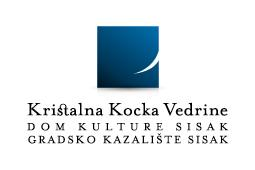 Kristalna Kocka Vedrine
DOM KULTURE SISAK
GRADSKO KAZALIŠTE SISAK